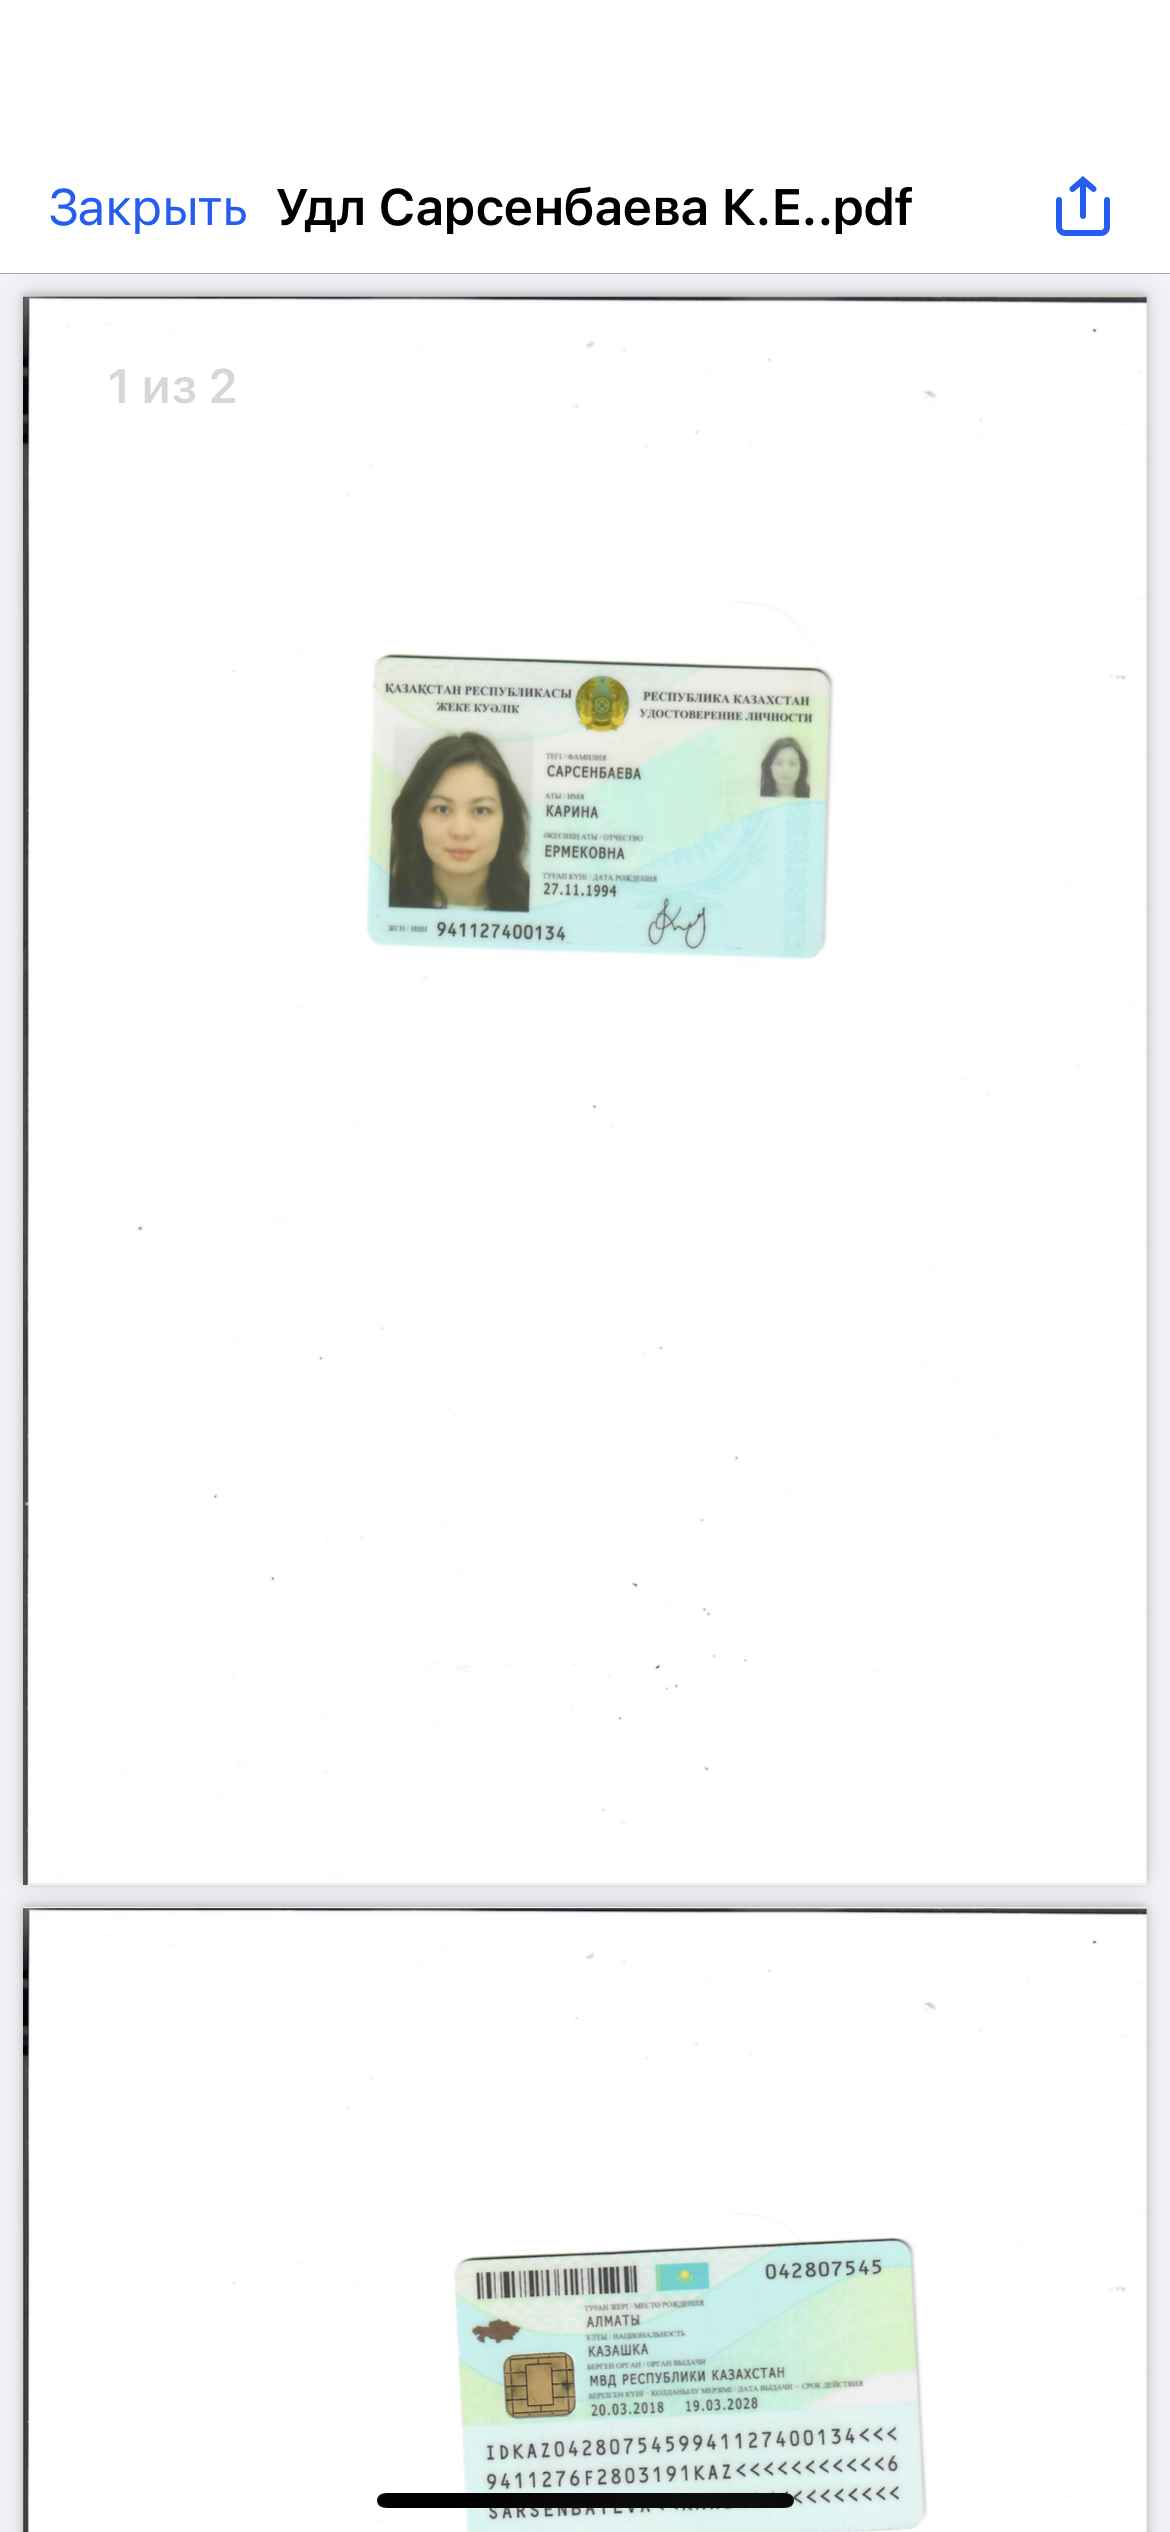 Закрыть Удл Сарсенбаева К.Е..pdf
1 из 2
ҚАЗАҚСТАН РЕСПУБЛИКАСЫ
ЖЕКЕ КУӘЛІК
РЕСПУБЛИКА КАЗАХСТАН
УДОСТОВЕРЕНИЕ ЛИЧНОСТИ
ТЕГІ / ФАМИЛИЯ
САРСЕНБАЕВА
АТЫ / ИМЯ
КАРИНА
ӘКЕСІНІҢ АТЫ / ОТЧЕСТВО
ЕРМЕКОВНА
ТУҒАН КҮНІ / ДАТА РОЖДЕНИЯ
27.11.1994
ЖСН / ИИН 941127400134
042807545
ТУҒАН ЖЕРІ / МЕСТО РОЖДЕНИЯ
АЛМАТЫ
ҰЛТЫ / НАЦИОНАЛЬНОСТЬ
КАЗАШКА
БЕРГЕН ОРГАН / ОРГАН ВЫДАЧИ
МВД РЕСПУБЛИКИ КАЗАХСТАН
БЕРІЛГЕН КҮНІ - ҚОЛДАНЫЛУ МЕРЗІМІ / ДАТА ВЫДАЧИ - СРОК ДЕЙСТВИЯ
20.03.2018 19.03.2028
IDKAZ0428075459941127400134<<<
9411276F2803191KAZ<<<<<<<<<<<6